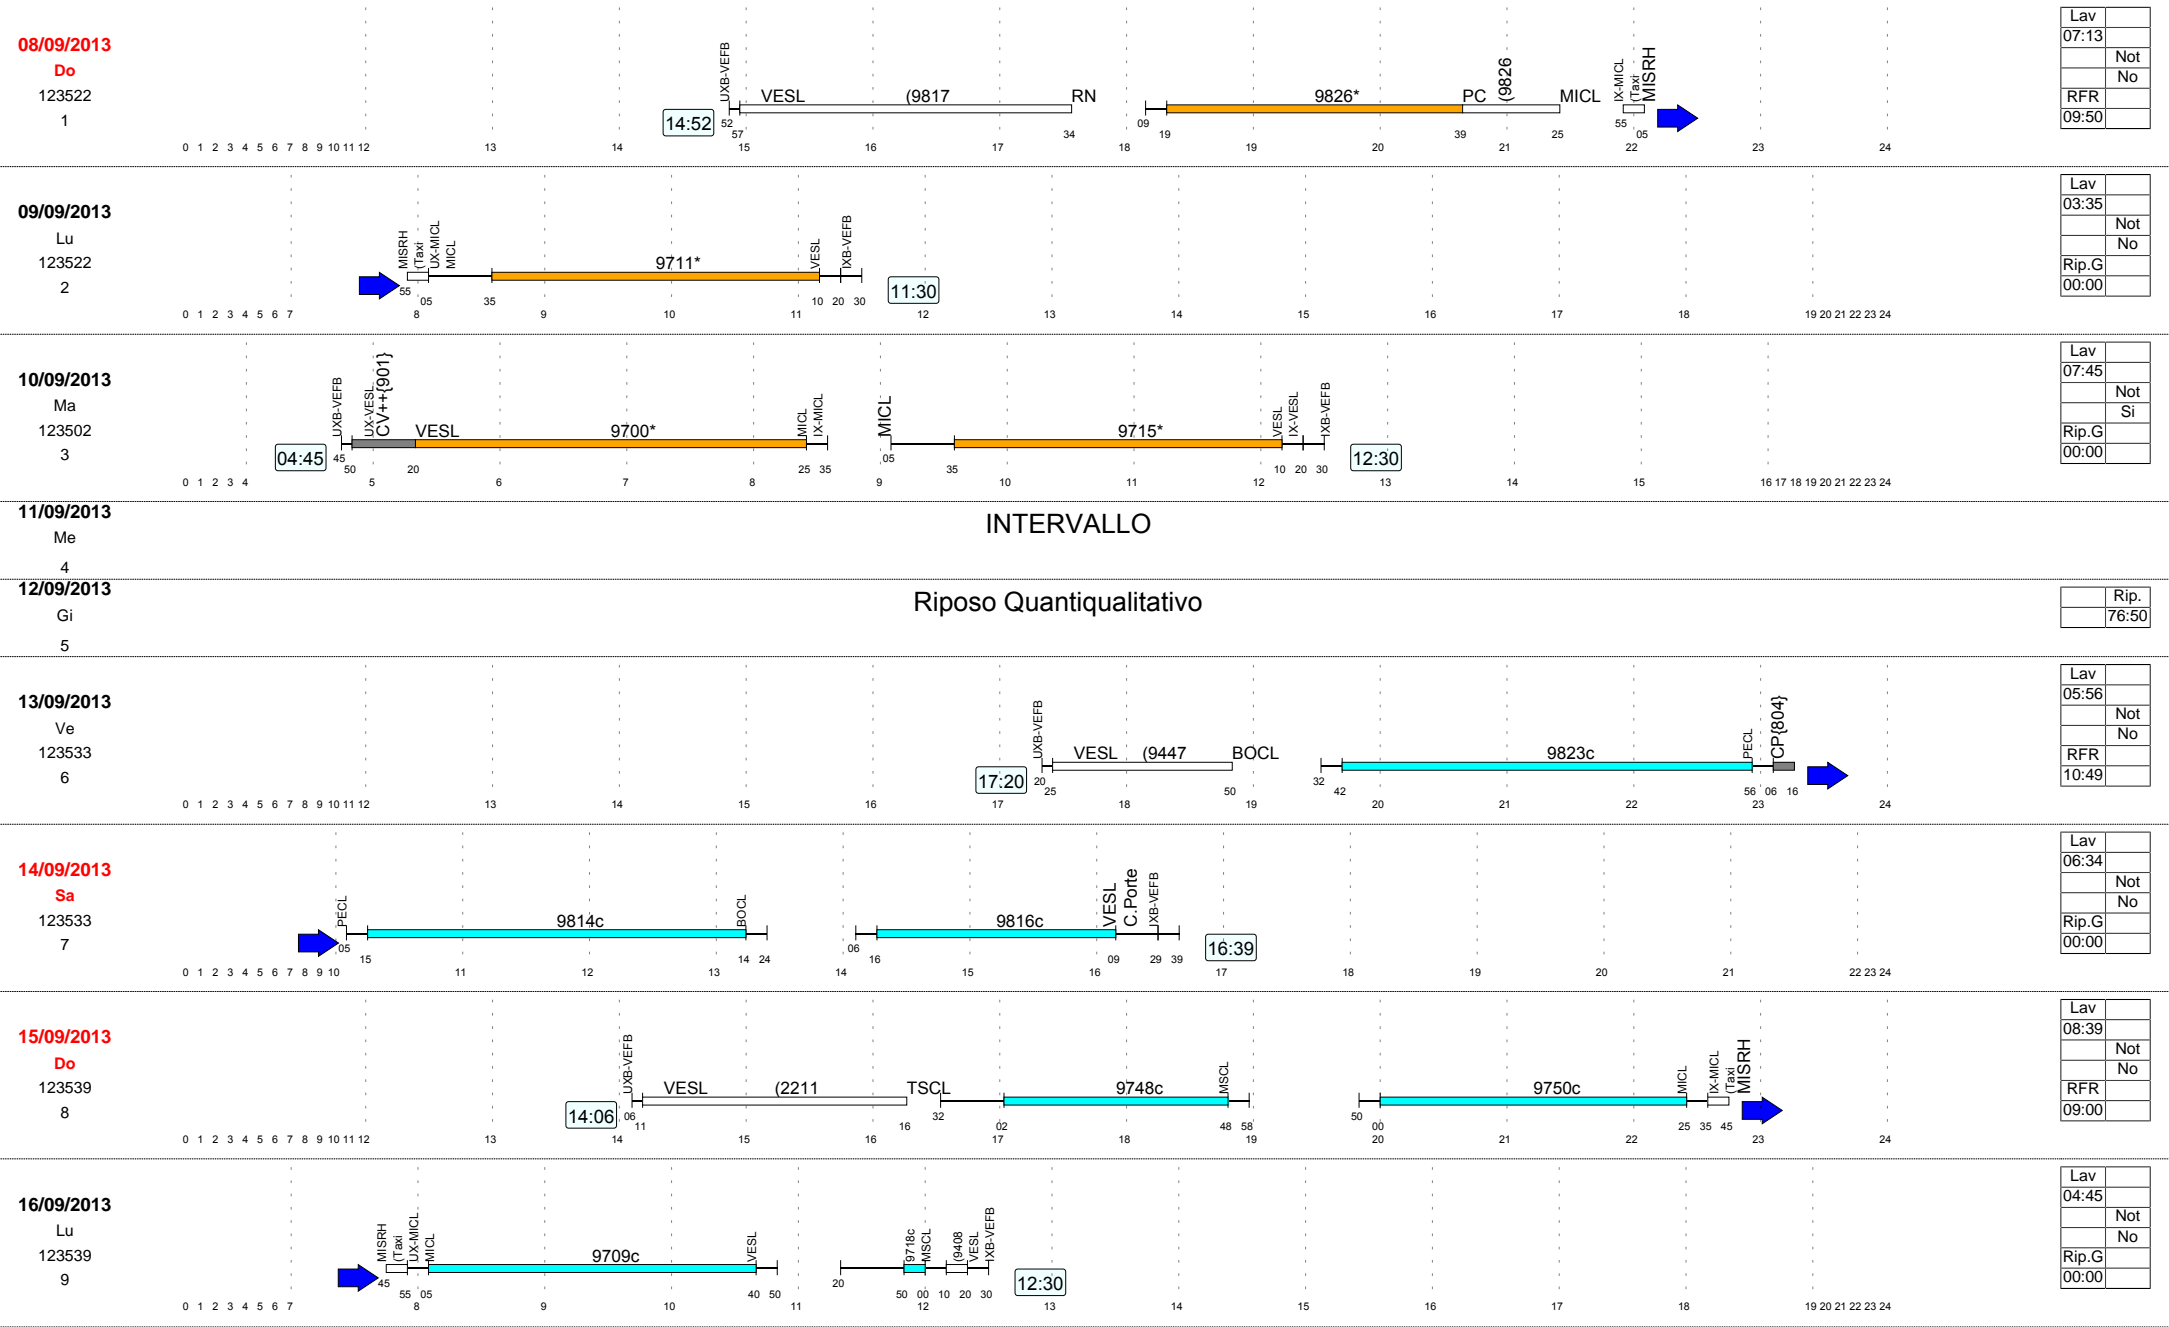 08/09/2013
Do
123522
1
14:52
UXB-VEFB
VESL (9817 RN
9826* PC (9826 MICL
IX-MICL (Taxi MISRH
52 57 34 09 19 39 25 55 05
0 1 2 3 4 5 6 7 8 9 10 11 12 13 14 15 16 17 18 19 20 21 22 23 24
Lav
07:13
Not
No
RFR
09:50
09/09/2013
Lu
123522
2
MISRH (Taxi UX-MICL MICL
9711* VESL IXB-VEFB
11:30
55 05 35 10 20 30
0 1 2 3 4 5 6 7 8 9 10 11 12 13 14 15 16 17 18 19 20 21 22 23 24
Lav
03:35
Not
No
Rip.G
00:00
10/09/2013
Ma
123502
3
04:45
UXB-VEFB UX-VESL CV++{901}
VESL 9700* MICL IX-MICL
MICL 9715* VESL IX-VESL IXB-VEFB
12:30
45 50 20 25 35 05 35 10 20 30
0 1 2 3 4 5 6 7 8 9 10 11 12 13 14 15 16 17 18 19 20 21 22 23 24
Lav
07:45
Not
Si
Rip.G
00:00
11/09/2013
Me
4
INTERVALLO
12/09/2013
Gi
5
Riposo Quantiqualitativo
Rip.
76:50
13/09/2013
Ve
123533
6
17:20
UXB-VEFB
VESL (9447 BOCL
9823c PECL CP{804}
20 25 50 32 42 56 06 16
0 1 2 3 4 5 6 7 8 9 10 11 12 13 14 15 16 17 18 19 20 21 22 23 24
Lav
05:56
Not
No
RFR
10:49
14/09/2013
Sa
123533
7
PECL 9814c BOCL
9816c VESL C.Porte IXB-VEFB
16:39
05 15 14 24 06 16 09 29 39
0 1 2 3 4 5 6 7 8 9 10 11 12 13 14 15 16 17 18 19 20 21 22 23 24
Lav
06:34
Not
No
Rip.G
00:00
15/09/2013
Do
123539
8
14:06
UXB-VEFB
VESL (2211 TSCL
9748c MSCL
9750c MICL IX-MICL (Taxi MISRH
06 11 16 32 02 48 58 50 00 25 35 45
0 1 2 3 4 5 6 7 8 9 10 11 12 13 14 15 16 17 18 19 20 21 22 23 24
Lav
08:39
Not
No
RFR
09:00
16/09/2013
Lu
123539
9
MISRH (Taxi UX-MICL MICL
9709c VESL
9718c MSCL (9408 VESL IXB-VEFB
12:30
45 55 05 40 50 20 50 00 10 20 30
0 1 2 3 4 5 6 7 8 9 10 11 12 13 14 15 16 17 18 19 20 21 22 23 24
Lav
04:45
Not
No
Rip.G
00:00